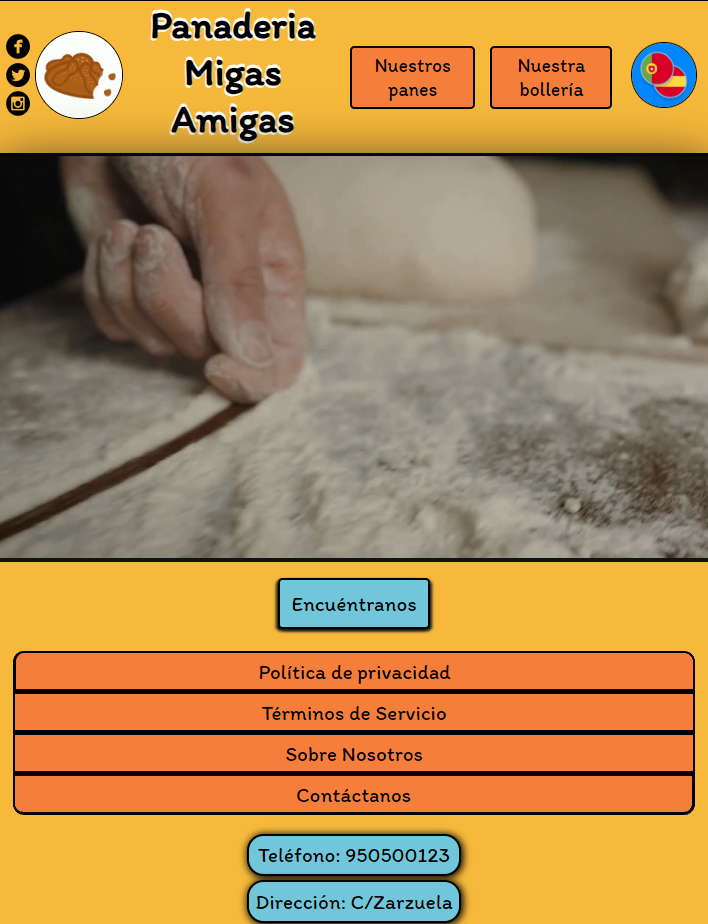 Panaderia
Migas
Amigas
Nuestros
panes
Nuestra
bollería
Encuéntranos
Política de privacidad
Términos de Servicio
Sobre Nosotros
Contáctanos
Teléfono: 950500123
Dirección: C/Zarzuela